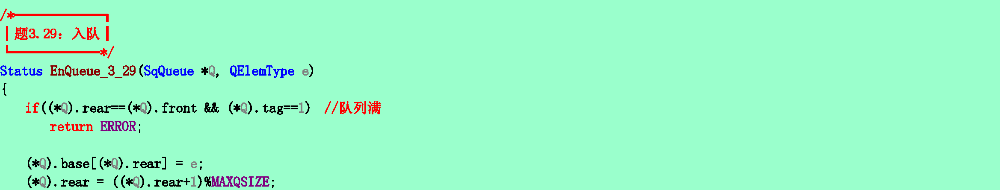 /*━━━━━━┓
┃题3.29：入队┃
┗━━━━━━*/
Status EnQueue_3_29(SqQueue *Q, QElemType e)
{
    if((*Q).rear==(*Q).front && (*Q).tag==1)  //队列满
        return ERROR;

    (*Q).base[(*Q).rear] = e;
    (*Q).rear = ((*Q).rear+1)%MAXQSIZE;